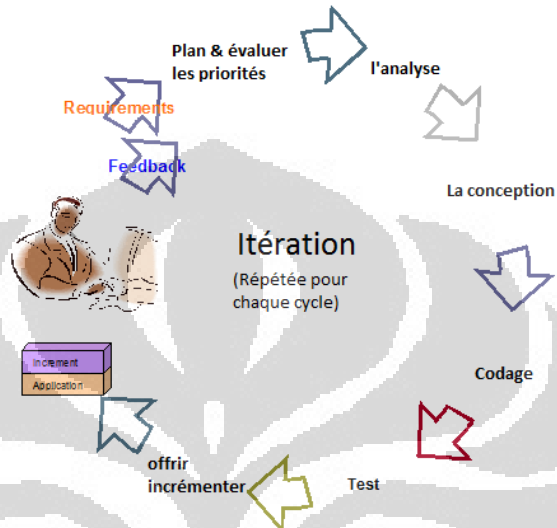 Plan & évaluer
les priorités
l'analyse
Requirements
Feedback
La conception
Itération
(Répétée pour
chaque cycle)
Increment
Application
Codage
offrir
incrémenter
Test